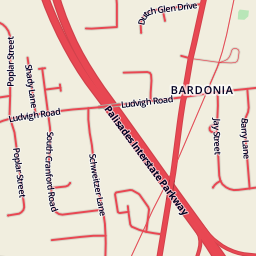 Dutch Glen Drive
Poplar Street
Shady Lane
BARDONIA
Ludvigh Road
Ludvigh Road
Palisades Interstate Parkway
Jay Street
Barry Lane
Poplar Street
South Cranford Road
Schweitzer Lane